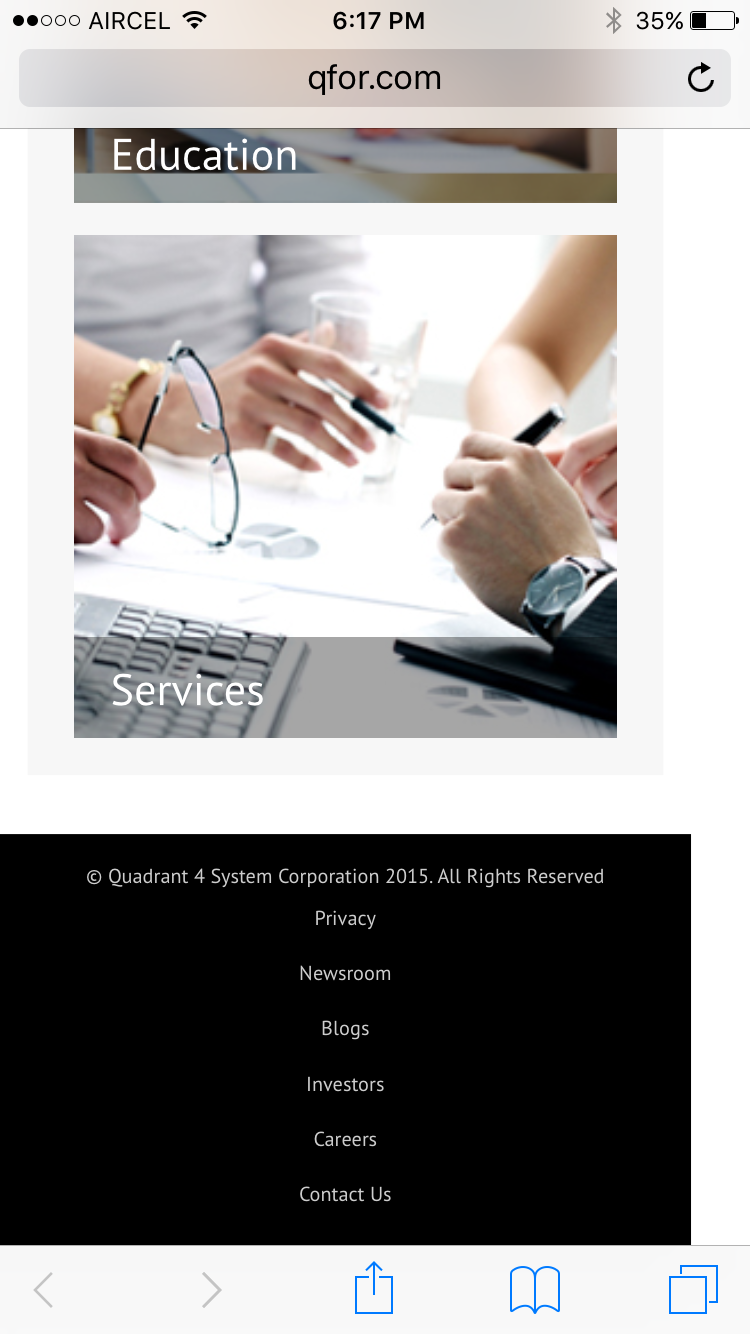 AIRCEL 6:17 PM 35%
qfor.com
Education
Services
© Quadrant 4 System Corporation 2015. All Rights Reserved
Privacy
Newsroom
Blogs
Investors
Careers
Contact Us